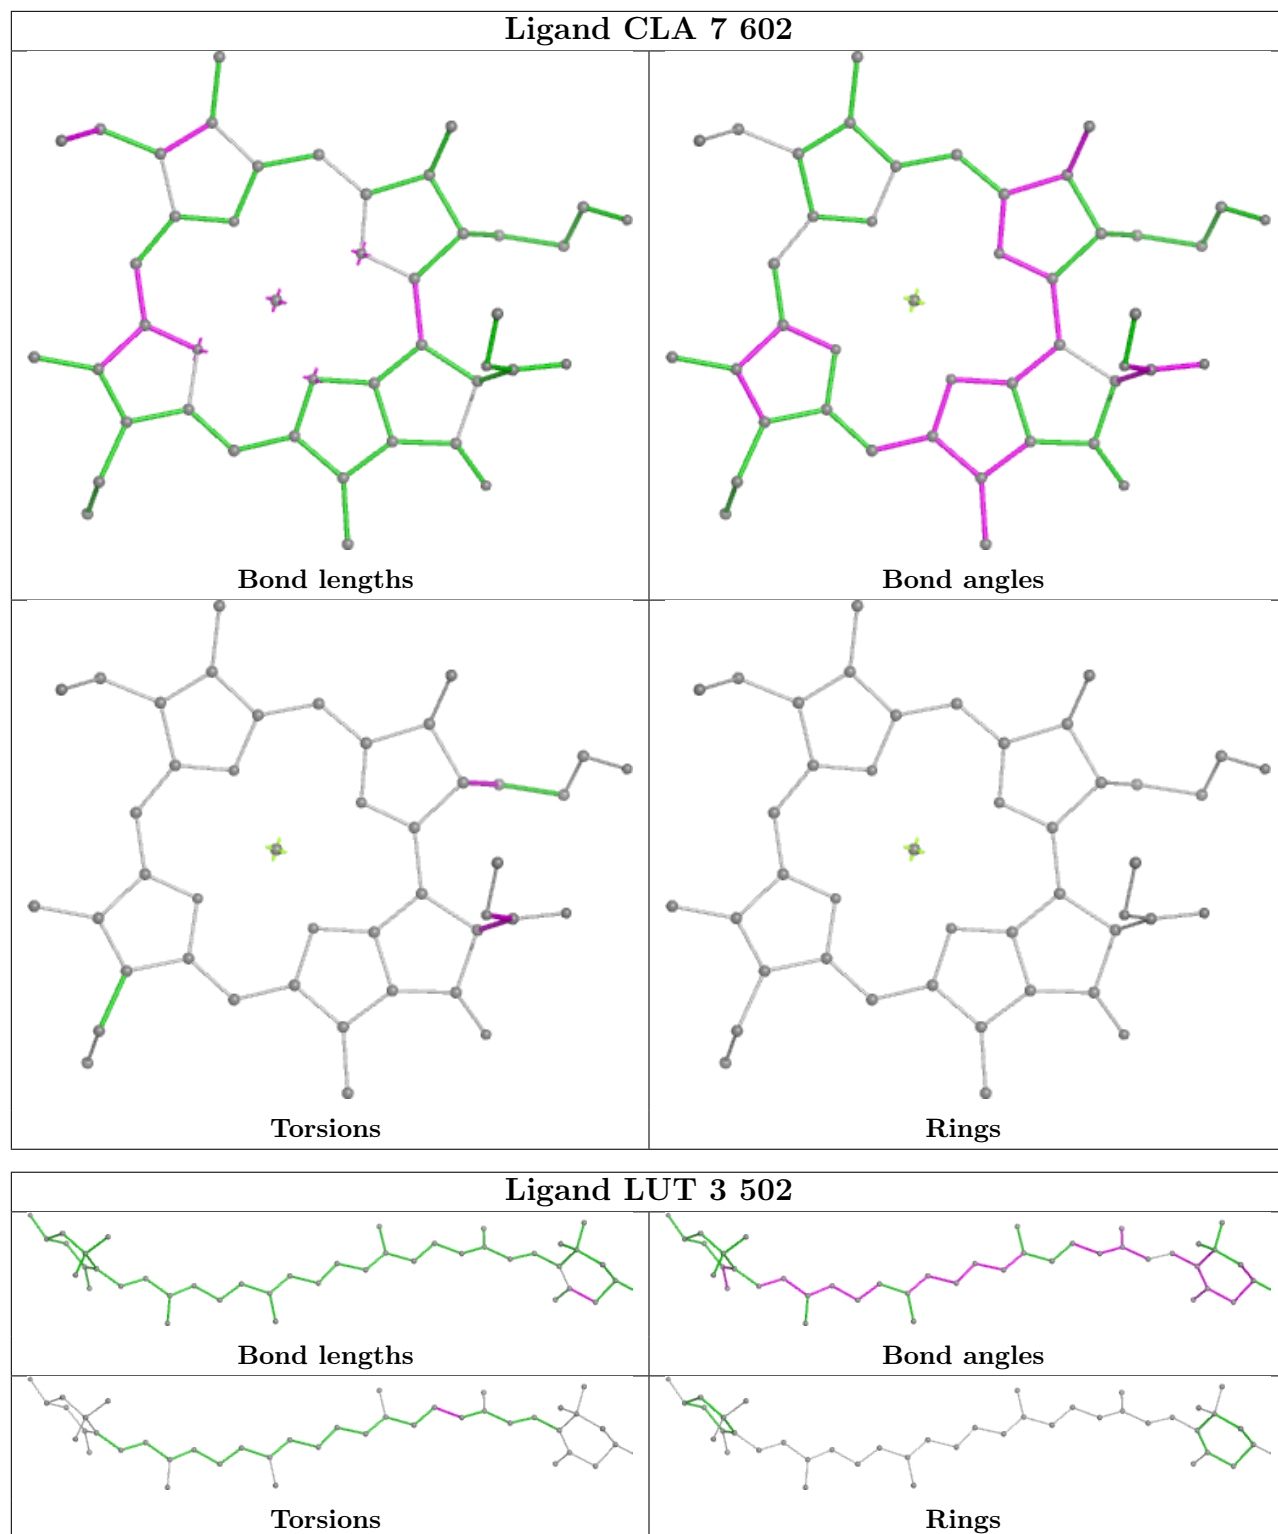 Ligand CLA 7 602
Bond lengths
Bond angles
Torsions
Rings
Ligand LUT 3 502
Bond lengths
Bond angles
Torsions
Rings